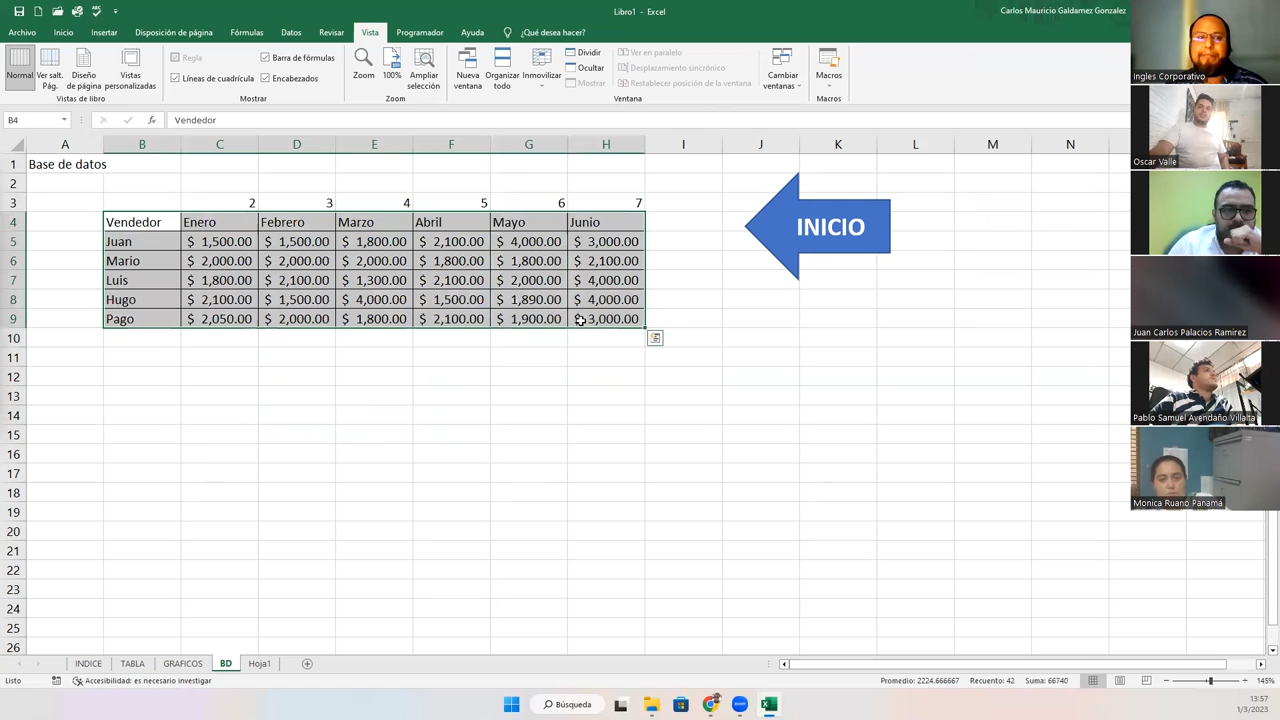 Libro1 - Excel
Carlos Mauricio Galdamez Gonzalez
Archivo Inicio Insertar Disposición de página Fórmulas Datos Revisar Vista Programador Ayuda ¿Qué desea hacer?
Normal Ver salt. Pág. Diseño de página Vistas personalizadas
Vistas de libro
Regla Barra de fórmulas
Líneas de cuadrícula Encabezados
Mostrar
Zoom 100% Ampliar selección
Zoom
Nueva ventana Organizar todo Inmovilizar
Dividir Ver en paralelo
Ocultar Desplazamiento sincrónico
Mostrar Restablecer posición de la ventana
Ventana
Cambiar ventanas
Macros
Macros
B4 fx Vendedor
A B C D E F G H I J K L M N
1 Base de datos
2
3 2 3 4 5 6 7
4 Vendedor Enero Febrero Marzo Abril Mayo Junio
5 Juan $ 1,500.00 $ 1,500.00 $ 1,800.00 $ 2,100.00 $ 4,000.00 $ 3,000.00
6 Mario $ 2,000.00 $ 2,000.00 $ 2,000.00 $ 1,800.00 $ 1,800.00 $ 2,100.00
7 Luis $ 1,800.00 $ 2,100.00 $ 1,300.00 $ 2,100.00 $ 2,000.00 $ 4,000.00
8 Hugo $ 2,100.00 $ 1,500.00 $ 4,000.00 $ 1,500.00 $ 1,890.00 $ 4,000.00
9 Pago $ 2,050.00 $ 2,000.00 $ 1,800.00 $ 2,100.00 $ 1,900.00 $ 3,000.00
INICIO
10
11
12
13
14
15
16
17
18
19
20
21
22
23
24
25
26
INDICE TABLA GRAFICOS BD Hoja1
Listo Accesibilidad: es necesario investigar Promedio: 2224.666667 Recuento: 42 Suma: 66740 145%
Búsqueda
13:57
1/3/2023
Ingles Corporativo
Oscar Valle
Juan Carlos Palacios Ramirez
Pablo Samuel Avendaño Villalta
Monica Ruano Panamá